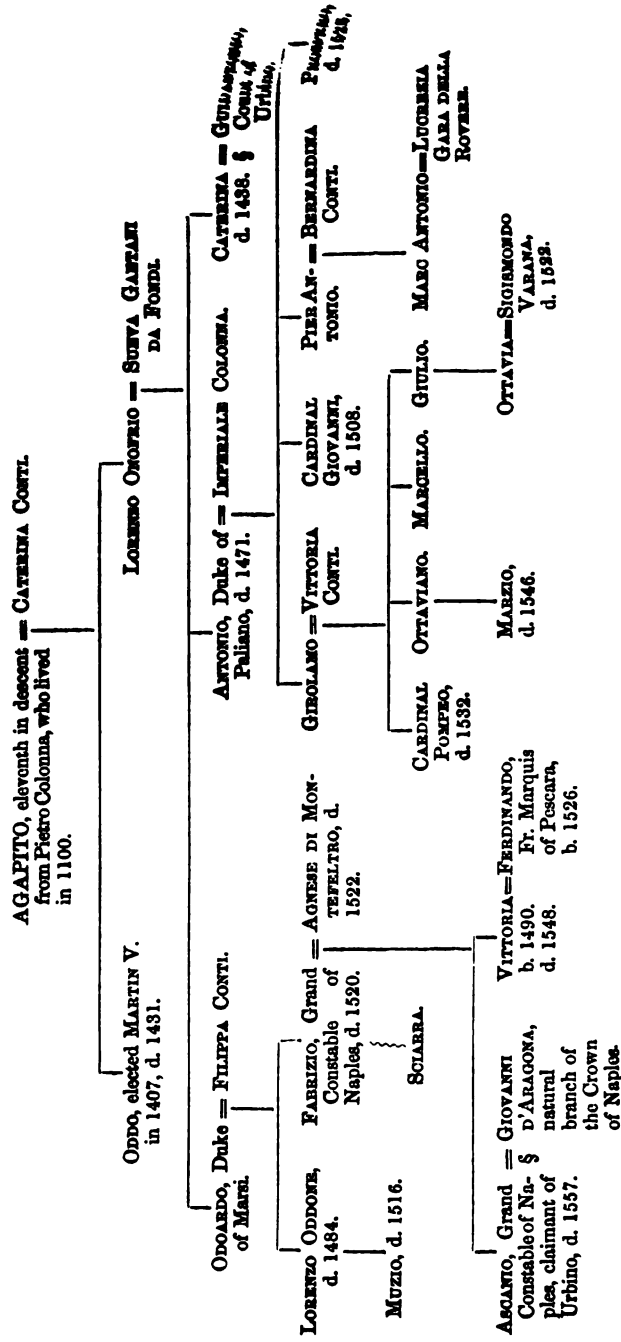 AGAPITO, eleventh in descent = CATERINA CONTI.
from Pietro Colonna, who lived
in 1100.
ODDO, elected MARTIN V.
in 1407, d. 1431.
LORENZO ONOFRIO = SUEVA GAETANI
DA FONDI.
ODOARDO, Duke = FILIPPA CONTI.
of Marsi.
ANTONIO, Duke of = IMPERIALE COLONNA.
Paliano, d. 1471.
CATERINA = GUIDANTONIO,
d. 1438. § Count of
Urbino.
LORENZO ODDONE,
d. 1484.
FABRIZIO, Grand = AGNESE DI MON-
Constable of TEFELTRO, d.
Naples, d. 1520. 1522.
GIROLAMO = VITTORIA
CONTI.
CARDINAL
GIOVANNI,
d. 1508.
PIER AN- = BERNARDINA
TONIO. CONTI.
PROSPERO,
d. 1523.
MUZIO, d. 1516.
SCIARRA.
CARDINAL
POMPEO,
d. 1532.
OTTAVIANO.
MARCELLO.
GIULIO.
MARC ANTONIO=LUCREZIA
GARA DELLA
ROVERE.
ASCANIO, Grand = GIOVANNI
Constable of Na- § D'ARAGONA,
ples, claimant of natural
Urbino, d. 1557. branch of
the Crown
of Naples.
VITTORIA=FERDINANDO,
b. 1490. Fr. Marquis
d. 1548. of Pescara,
b. 1526.
MARZIO,
d. 1546.
OTTAVIA=SIGISMONDO
VARANA,
d. 1522.